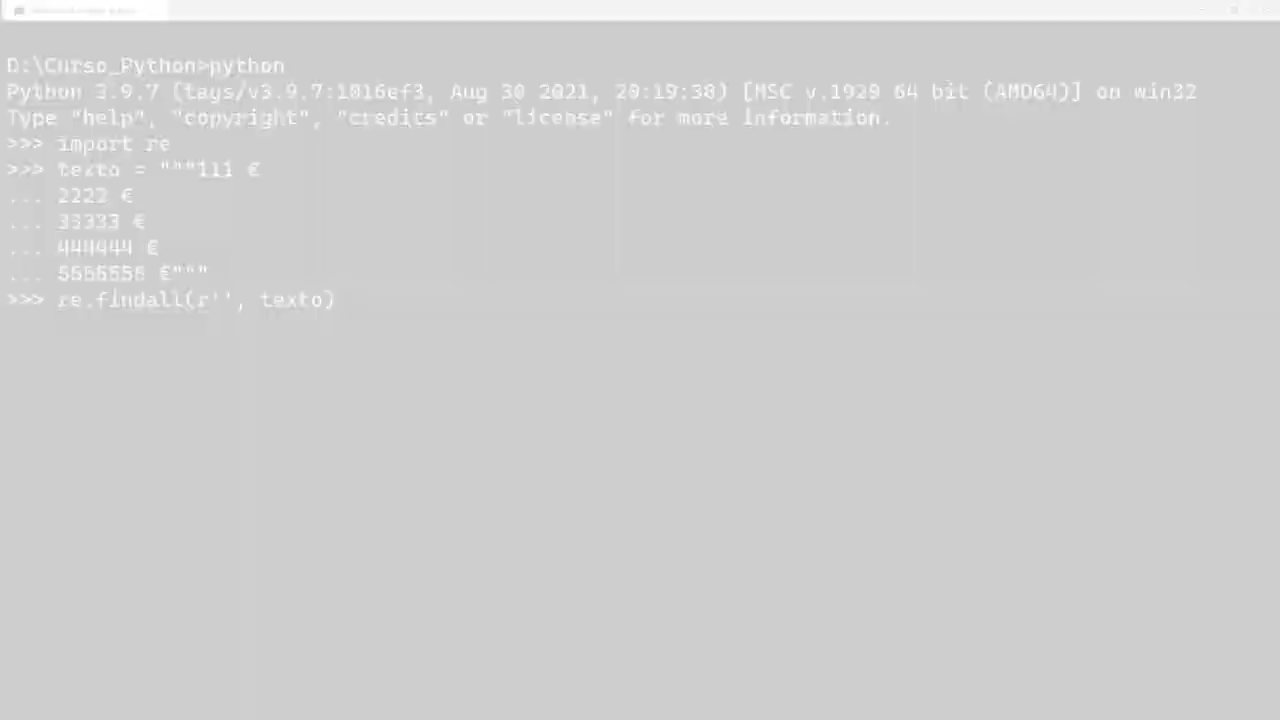 D:\Curso_Python>python
Python 3.9.7 (tags/v3.9.7:1016ef3, Aug 30 2021, 20:19:38) [MSC v.1929 64 bit (AMD64)] on win32
Type "help", "copyright", "credits" or "license" for more information.
>>> import re
>>> texto = """111 €
... 2222 €
... 33333 €
... 444444 €
... 5555555 €"""
>>> re.findall(r'', texto)